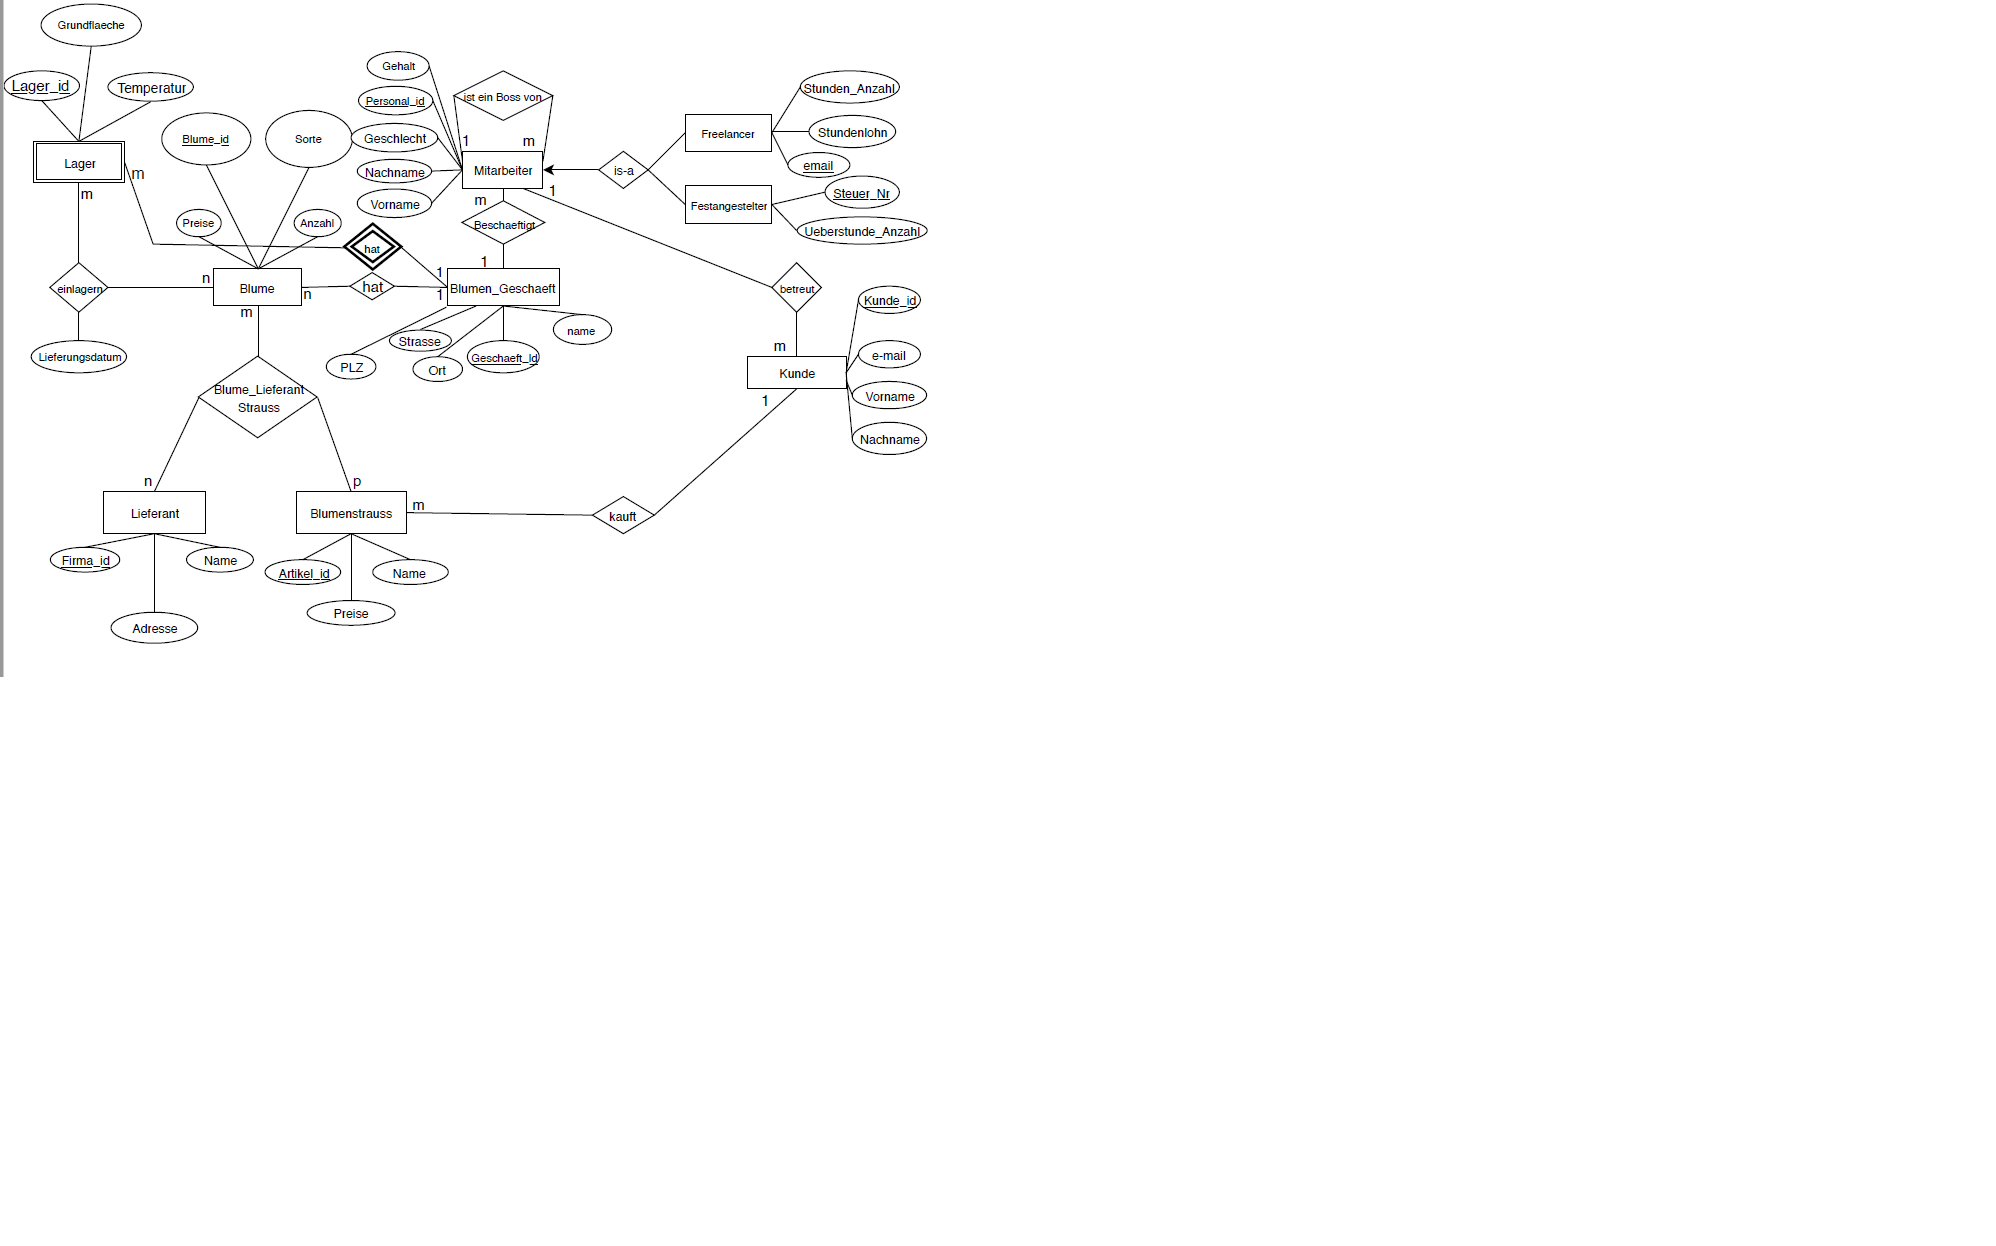 Grundflaeche
Lager_id
Temperatur
Lager
m
m
Blume_id
Sorte
Preise
Anzahl
Gehalt
Personal_id
Geschlecht
Nachname
Vorname
ist ein Boss von
1
m
Mitarbeiter
1
m
is-a
Freelancer
Stunden_Anzahl
Stundenlohn
email
Festangestelter
Steuer_Nr
Ueberstunde_Anzahl
Beschaeftigt
1
hat
1
einlagern
n
Blume
n
hat
1
Blumen_Geschaeft
m
Lieferungsdatum
PLZ
Strasse
Ort
Geschaeft_Id
name
betreut
m
Kunde
1
Kunde_id
e-mail
Vorname
Nachname
Blume_Lieferant
Strauss
n
p
Lieferant
Blumenstrauss
m
kauft
Firma_id
Name
Adresse
Artikel_id
Name
Preise